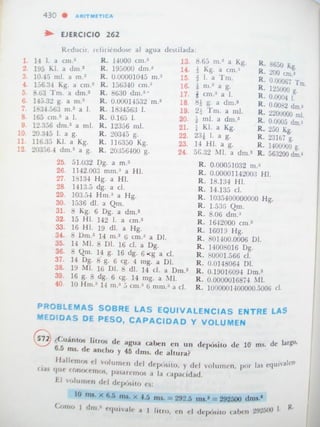 430 • ARITMETICA
EJERCICIO 262
Reducir, refiriéndose al agua destilada:
1. 14 l. a cm.³ R. 14000 cm.³
2. 195 Kl. a dm.³ R. 195000 dm.³
3. 10.45 ml. a m.³ R. 0.00001045 m.³
4. 156.34 Kg. a cm.³ R. 156340 cm.³
5. 8.63 Tm. a dm.³ R. 8630 dm.³
6. 145.32 g. a m.³ R. 0.00014532 m.³
7. 1834.563 m.³ a l. R. 1834563 l.
8. 165 cm.³ a l. R. 0.165 l.
9. 12.356 dm.³ a ml. R. 12356 ml.
10. 20.345 l. a g. R. 20345 g.
11. 116.35 Kl. a Kg. R. 116350 Kg.
12. 20356.4 dm.³ a g. R. 20356400 g.
13. 8.65 m.³ a Kg. R. 8650 Kg.
14. Kg. a cm.³ R. 200 cm.³
15. l. a Tm. R. 0.00067 Tm.
16. m.³ a g. R. 125000 g.
17. cm.³ a l. R. 0.0004 l.
18. g. a dm.³ R. 0.0082 dm.³
19. Tm. a ml. R. 2200000 ml.
20. ml. a dm.³ R. 0.0005 dm.³
21. Kl. a Kg. R. 250 Kg.
22. l. a g. R. 23167 g.
23. 14 Hl. a g. R. 1400000 g.
24. 56.32 Ml. a dm.³ R. 563200 dm.³
25. 51.032 Dg. a m.³ R. 0.00051032 m.³
26. 1142.003 mm.³ a Hl. R. 0.00001142003 Hl.
27. 18134 Hg. a Hl. R. 18.134 Hl.
28. 1413.5 dg. a cl. R. 14.135 cl.
29. 103.54 Hm.³ a Hg. R. 1035400000000 Hg.
30. 1536 dl. a Qm. R. 1.536 Qm.
31. 8 Kg. 6 Dg. a dm.³ R. 8.06 dm.³
32. 15 Hl. 142 l. a cm.³ R. 1642000 cm.³
33. 16 Hl. 19 dl. a Hg. R. 16019 Hg.
34. 8 Dm.³ 14 m.³ 6 cm.³ a Dl. R. 801400.0006 Dl.
35. 14 Ml. 8 Dl. 16 cl. a Dg. R. 14008016 Dg.
36. 8 Qm. 14 g. 16 dg. 6 cg. a cl. R. 80001.566 cl.
37. 14 Dg. 8 g. 6 cg. 4 mg. a Dl. R. 0.0148064 Dl.
38. 19 Ml. 16 Dl. 8 dl. 14 cl. a Dm.³ R. 0.19016094 Dm.³
39. 16 g. 8 dg. 6 cg. 14 mg. a Ml. R. 0.0000016874 Ml.
40. 10 Hm.³ 14 m.³ 5 cm.³ 6 mm.³ a cl. R. 1000001400000.5006 cl.
PROBLEMAS SOBRE LAS EQUIVALENCIAS ENTRE LAS
MEDIDAS DE PESO, CAPACIDAD Y VOLUMEN
572 ¿Cuántos litros de agua caben en un depósito de 10 ms. de largo,
6.5 ms. de ancho y 45 dms. de altura?
Hallemos el volumen del depósito, y del volumen, por las equivalen-
cias que conocemos, pasaremos a la capacidad.
El volumen del depósito es:
10 ms. × 6.5 ms. × 4.5 ms. = 292.5 ms.³ = 292500 dms.³
Como 1 dm.³ equivale a 1 litro, en el depósito caben 292500 l. R.